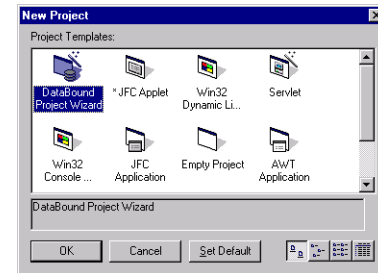 New Project
Project Templates:
DataBound
Project Wizard
* JFC Applet
Win32
Dynamic Li...
Servlet
Win32
Console ...
JFC
Application
Empty Project
AWT
Application
DataBound Project Wizard
OK
Cancel
Set Default